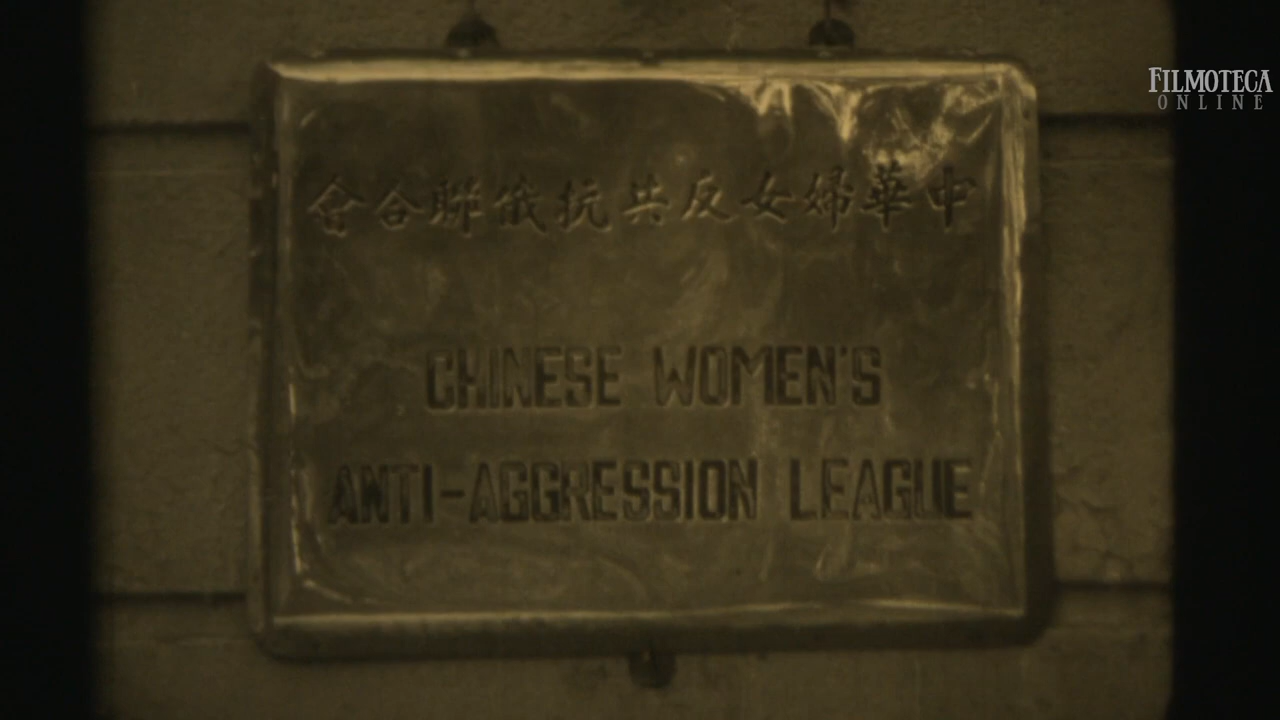 FILMOTECA
ONLINE
中華婦女反共抗俄聯合會
CHINESE WOMEN'S
ANTI-AGGRESSION LEAGUE